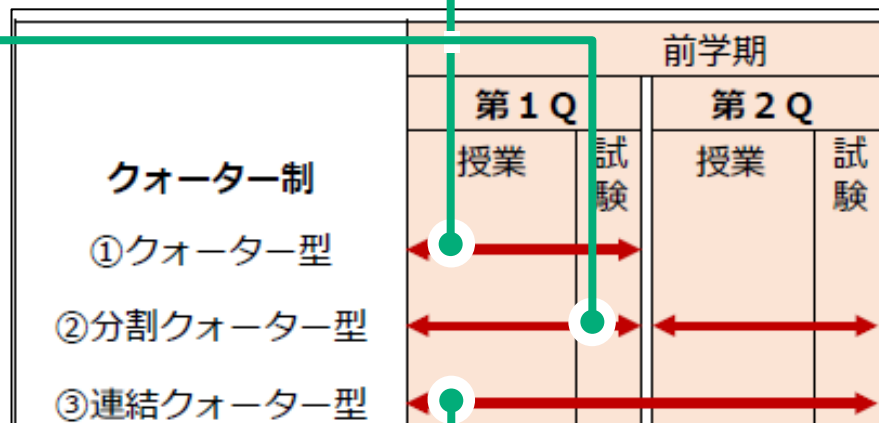 前学期
第１Q 第２Q
クォーター制
授業 試験 授業 試験
①クォーター型
②分割クォーター型
③連結クォーター型